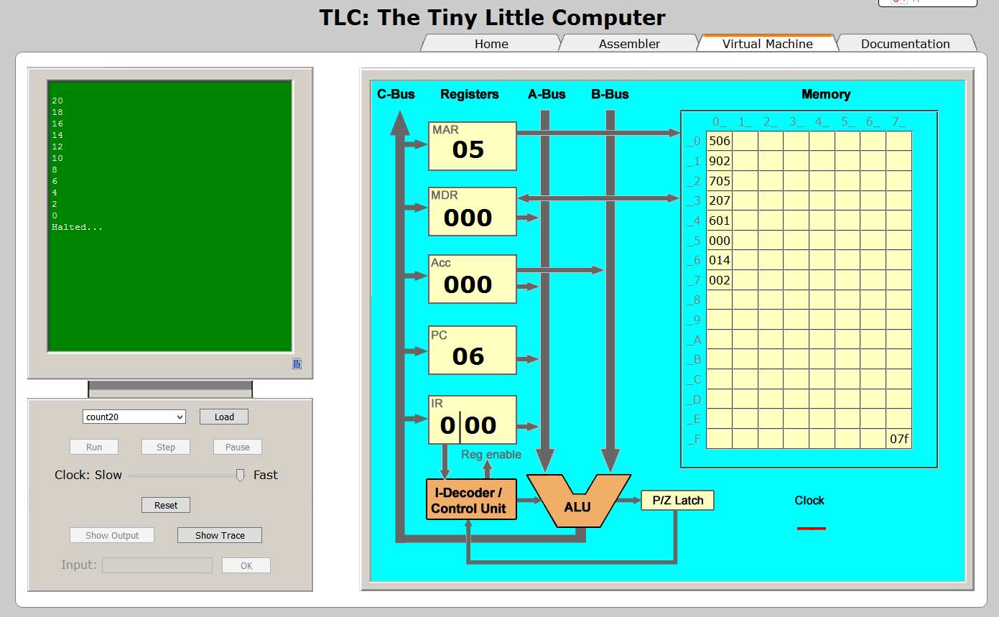 TLC: The Tiny Little Computer
Home Assembler Virtual Machine Documentation
20
18
16
14
12
10
8
6
4
2
0
Halted...
count20 Load
Run Step Pause
Clock: Slow Fast
Reset
Show Output Show Trace
Input: OK
C-Bus Registers A-Bus B-Bus Memory
MAR
05
MDR
000
Acc
000
PC
06
IR
0 00
Reg enable
I-Decoder /
Control Unit
ALU
P/Z Latch
Clock
0_ 1_ 2_ 3_ 4_ 5_ 6_ 7_
_0 506
_1 902
_2 705
_3 207
_4 601
_5 000
_6 014
_7 002
_8
_9
_A
_B
_C
_D
_E
_F 07f